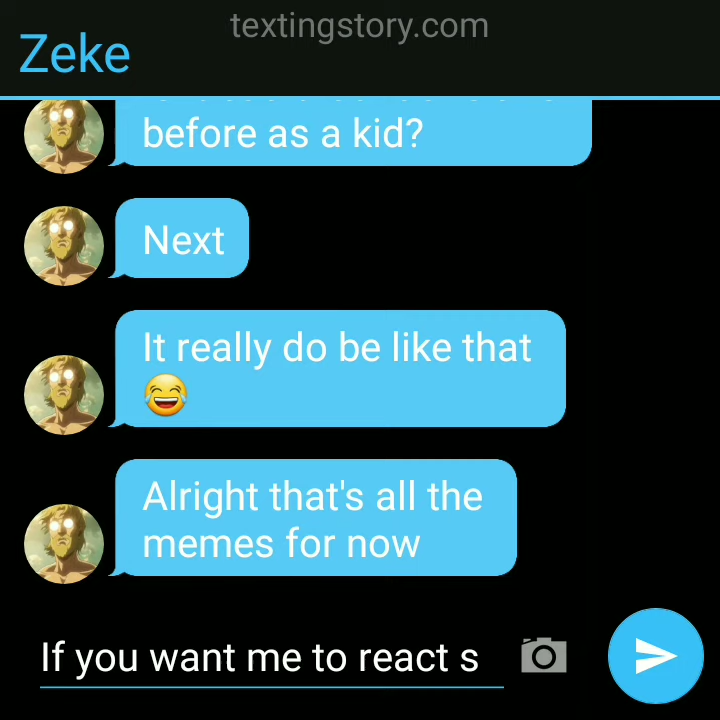 textingstory.com
Zeke
before as a kid?
Next
It really do be like that
😂
Alright that's all the
memes for now
If you want me to react s